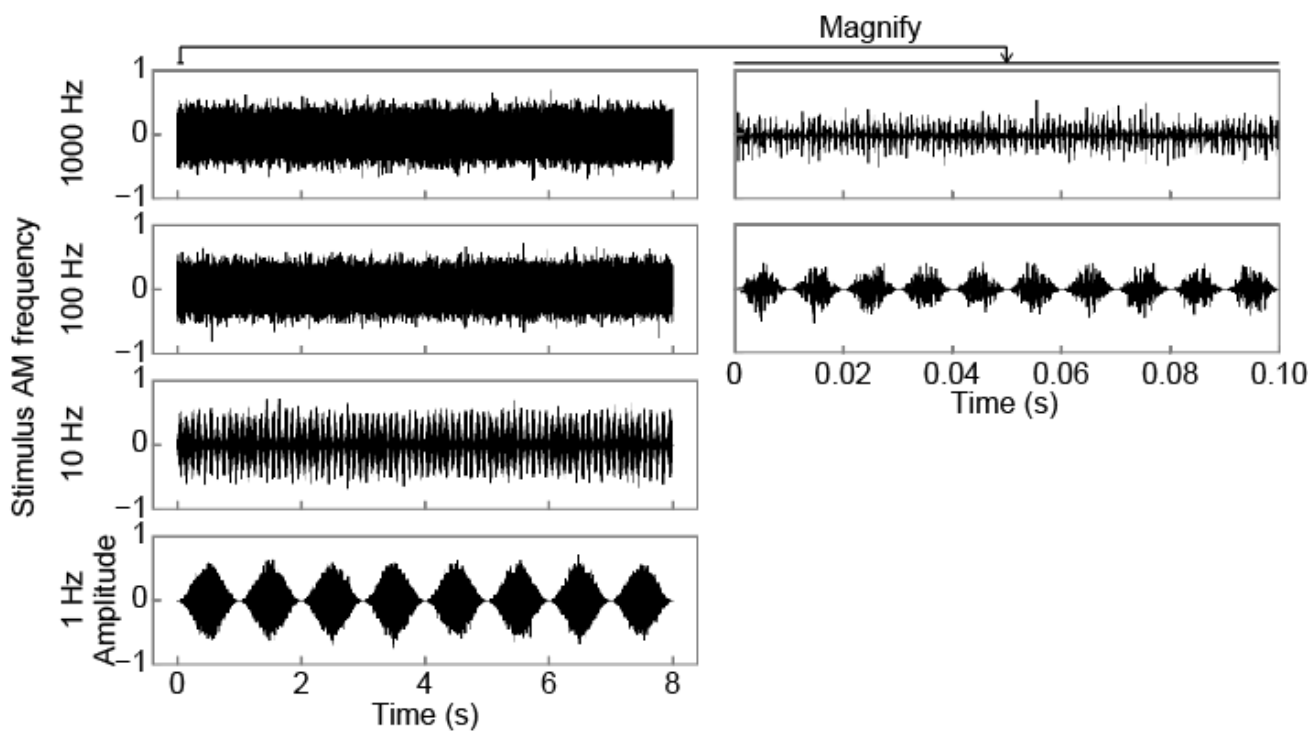 Magnify
Stimulus AM frequency
1000 Hz
1
0
−1
100 Hz
1
0
−1
0 0.02 0.04 0.06 0.08 0.10
Time (s)
10 Hz
1
0
−1
1 Hz
Amplitude
1
0
−1
0 2 4 6 8
Time (s)